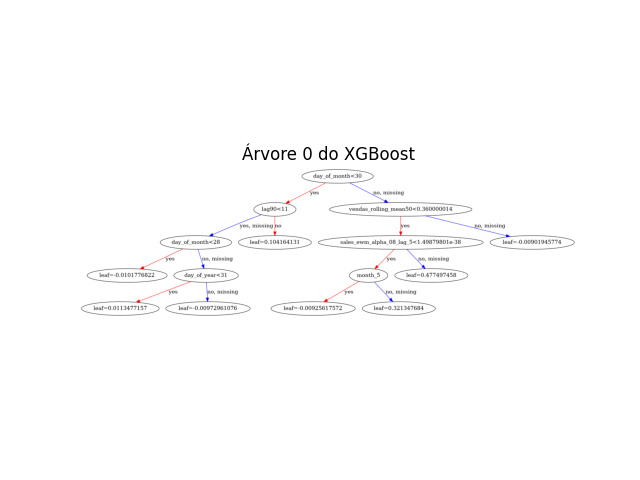 Árvore 0 do XGBoost
day_of_month<30
yes
no, missing
lag90<11
vendas_rolling_mean50<0.360000014
yes, missing
no
yes
no, missing
day_of_month<28
leaf=0.104164131
sales_ewm_alpha_08_lag_5<1.49879801e-38
leaf=-0.00901945774
yes
no, missing
yes
no, missing
leaf=-0.0101776822
day_of_year<31
month_5
leaf=0.477497458
yes
no, missing
yes
no, missing
leaf=0.0113477157
leaf=-0.00972961076
leaf=-0.00925617572
leaf=0.321347684